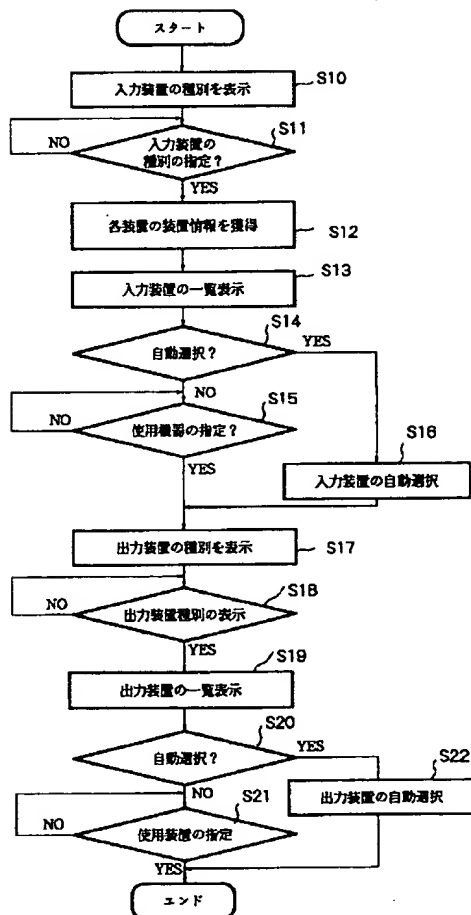 スタート
入力装置の種別を表示
S10
S11
入力装置の
種別の指定?
NO
YES
各装置の装置情報を獲得
S12
S13
入力装置の一覧表示
S14
自動選択?
YES
NO
S15
使用機器の指定?
NO
YES
S16
入力装置の自動選択
出力装置の種別を表示
S17
S18
出力装置種別の表示
NO
YES
S19
出力装置の一覧表示
S20
自動選択?
YES
NO
S22
出力装置の自動選択
S21
使用装置の指定
NO
YES
エンド